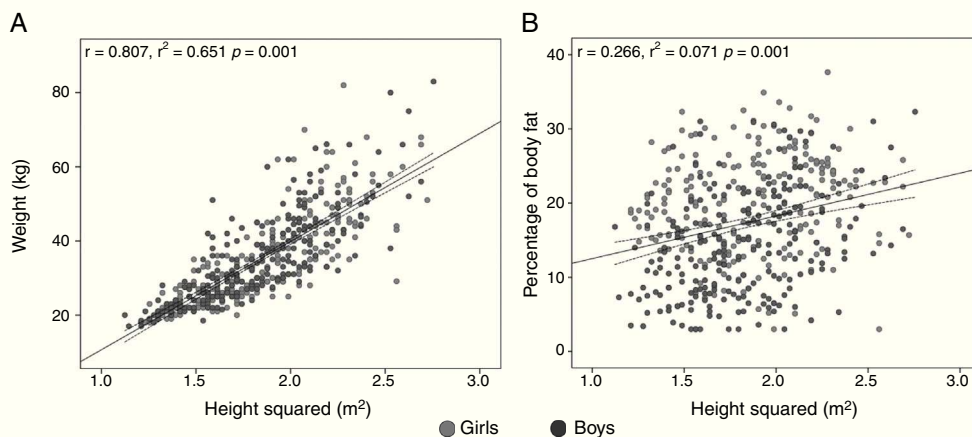 A
r = 0.807, r² = 0.651 p = 0.001
80
60
40
20
Weight (kg)
1.0 1.5 2.0 2.5 3.0
Height squared (m²)
B
r = 0.266, r² = 0.071 p = 0.001
40
30
20
10
0
Percentage of body fat
1.0 1.5 2.0 2.5 3.0
Height squared (m²)
Girls Boys